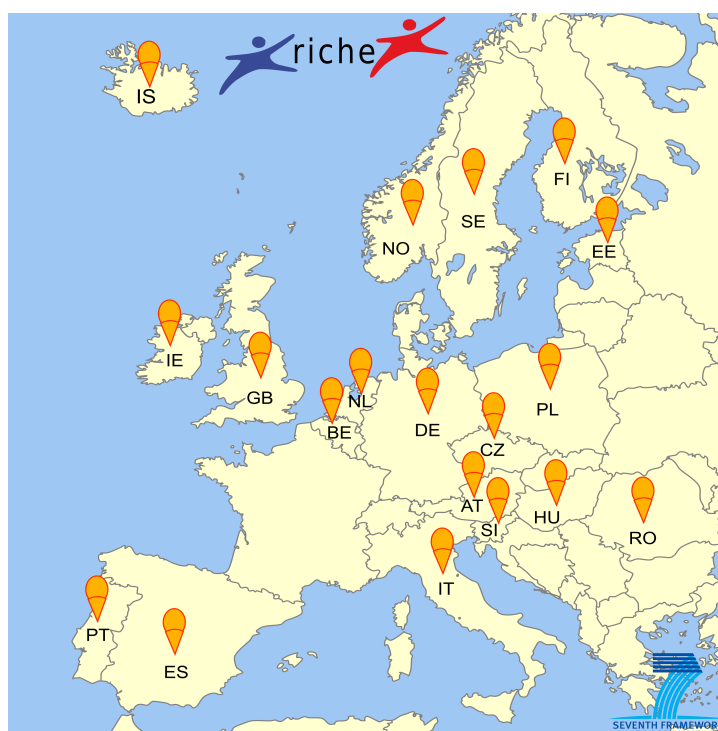 riche
IS
FI
SE
NO
EE
IE
GB
NL
PL
BE
DE
CZ
AT
SI
HU
RO
IT
PT
ES
SEVENTH FRAMEWOR